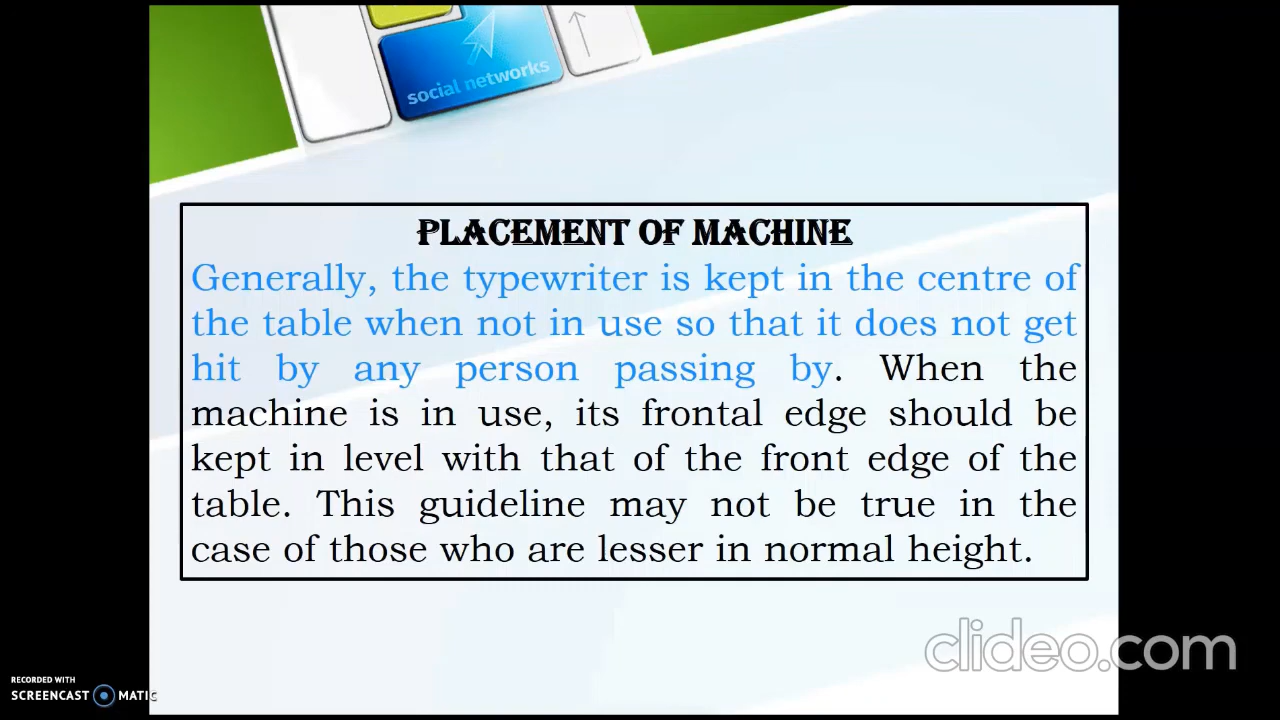 social networks
PLACEMENT OF MACHINE
Generally, the typewriter is kept in the centre of
the table when not in use so that it does not get
hit by any person passing by. When the
machine is in use, its frontal edge should be
kept in level with that of the front edge of the
table. This guideline may not be true in the
case of those who are lesser in normal height.
clideo.com
RECORDED WITH
SCREENCAST MATIC